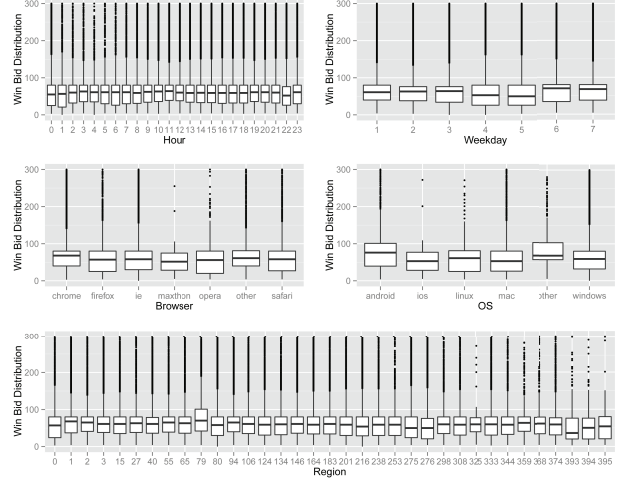 300
200
100
0
Win Bid Distribution
0 1 2 3 4 5 6 7 8 9 10 11 12 13 14 15 16 17 18 19 20 21 22 23
Hour
300
200
100
0
Win Bid Distribution
1 2 3 4 5 6 7
Weekday
300
200
100
0
Win Bid Distribution
chrome firefox ie maxthon opera other safari
Browser
300
200
100
0
Win Bid Distribution
android ios linux mac other windows
OS
300
200
100
0
Win Bid Distribution
0 1 2 3 15 27 40 55 65 79 80 94 106 124 134 146 164 183 201 216 238 253 275 276 298 308 325 333 344 359 368 374 393 394 395
Region